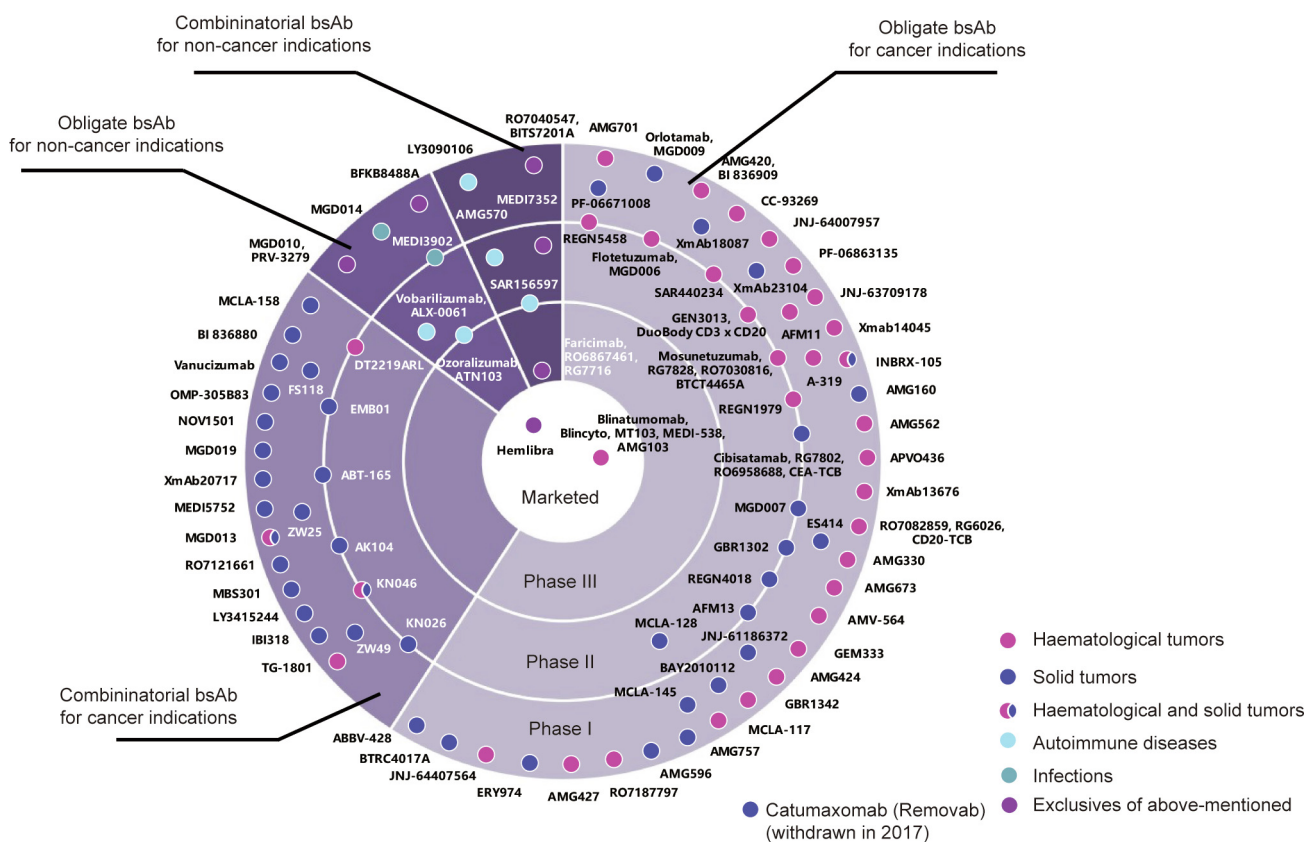 Combininatorial bsAb
for non-cancer indications
Obligate bsAb
for cancer indications
Obligate bsAb
for non-cancer indications
Combininatorial bsAb
for cancer indications
RO7040547,
BITS7201A
LY3090106
BFKB8488A
MGD014
MGD010,
PRV-3279
MCLA-158
BI 836880
Vanucizumab
OMP-305B83
NOV1501
MGD019
XmAb20717
MEDI5752
MGD013
RO7121661
MBS301
LY3415244
IBI318
TG-1801
AMG701
Orlotamab,
MGD009
AMG420,
BI 836909
CC-93269
JNJ-64007957
PF-06863135
JNJ-63709178
Xmab14045
INBRX-105
AMG160
AMG562
APVO436
XmAb13676
RO7082859, RG6026,
CD20-TCB
AMG330
AMG673
AMV-564
GEM333
AMG424
GBR1342
MCLA-117
AMG757
AMG596
RO7187797
AMG427
ERY974
JNJ-64407564
BTRC4017A
ABBV-428
MEDI7352
AMG570
MEDI3902
SAR156597
Vobarilizumab,
ALX-0061
Ozoralizumab,
ATN103
Faricimab,
RO6867461,
RG7716
DT2219ARL
FS118
EMB01
ABT-165
ZW25
AK104
KN046
KN026
ZW49
PF-06671008
REGN5458
XmAb18087
Flotetuzumab,
MGD006
XmAb23104
SAR440234
GEN3013,
DuoBody CD3 x CD20
AFM11
Mosunetuzumab,
RG7828, RO7030816,
BTCT4465A
A-319
REGN1979
Cibisatamab, RG7802,
RO6958688, CEA-TCB
MGD007
ES414
GBR1302
REGN4018
AFM13
MCLA-128
JNJ-61186372
BAY2010112
MCLA-145
Blinatumomab,
Blincyto, MT103, MEDI-538,
AMG103
Hemlibra
Marketed
Phase III
Phase II
Phase I
Haematological tumors
Solid tumors
Haematological and solid tumors
Autoimmune diseases
Infections
Exclusives of above-mentioned
Catumaxomab (Removab)
(withdrawn in 2017)